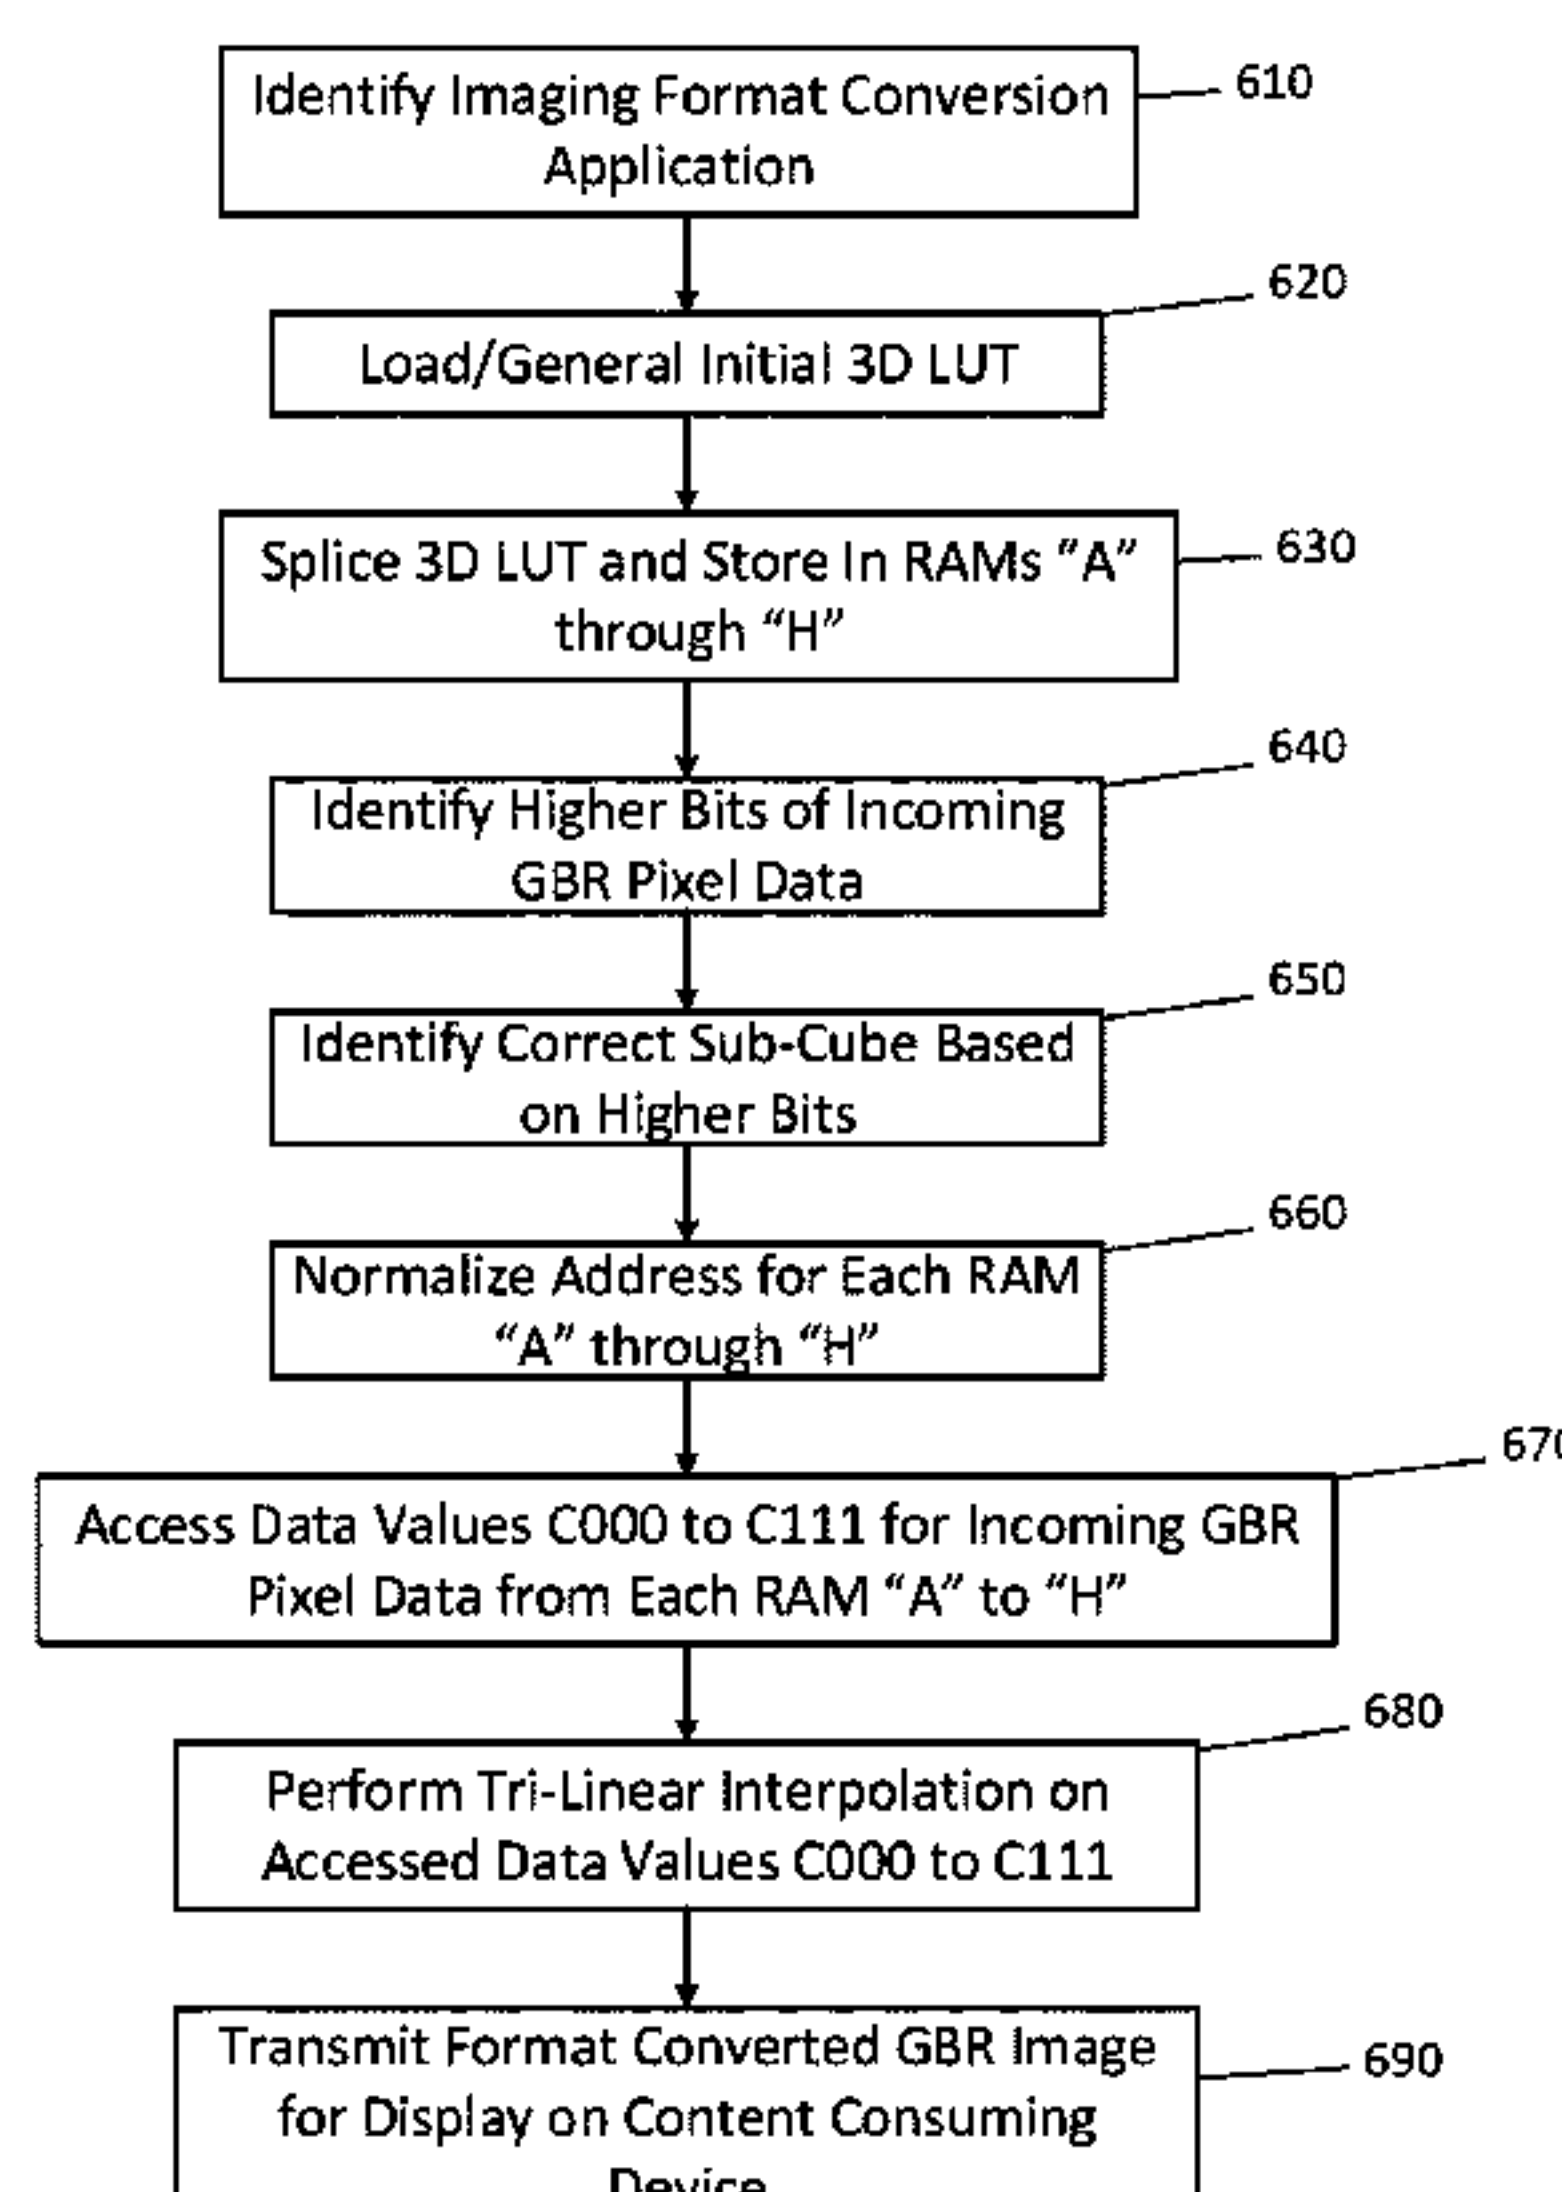 Identify Imaging Format Conversion
Application
610
620
Load/General Initial 3D LUT
Splice 3D LUT and Store In RAMs "A"
through “H”
630
640
Identify Higher Bits of Incoming
GBR Pixel Data
650
Identify Correct Sub-Cube Based
on Higher Bits
660
Normalize Address for Each RAM
“A” through “H”
670
Access Data Values C000 to C111 for Incoming GBR
Pixel Data from Each RAM “A” to “H”
680
Perform Tri-Linear Interpolation on
Accessed Data Values C000 to C111
Transmit Format Converted GBR Image
for Display on Content Consuming
Device
690